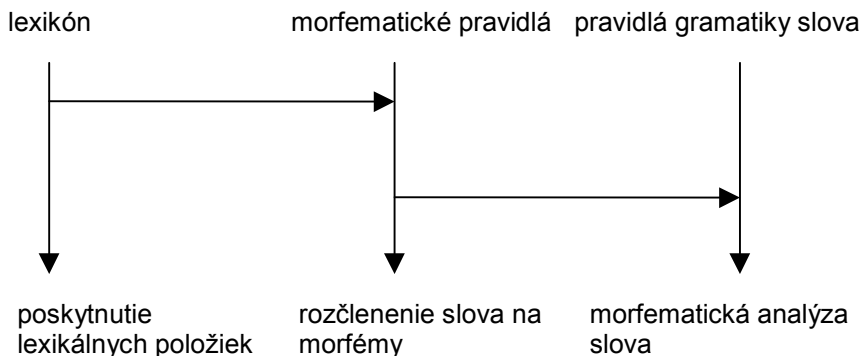 lexikón
morfematické pravidlá
pravidlá gramatiky slova
poskytnutie
lexikálnych položiek
rozčlenenie slova na
morfémy
morfematická analýza
slova